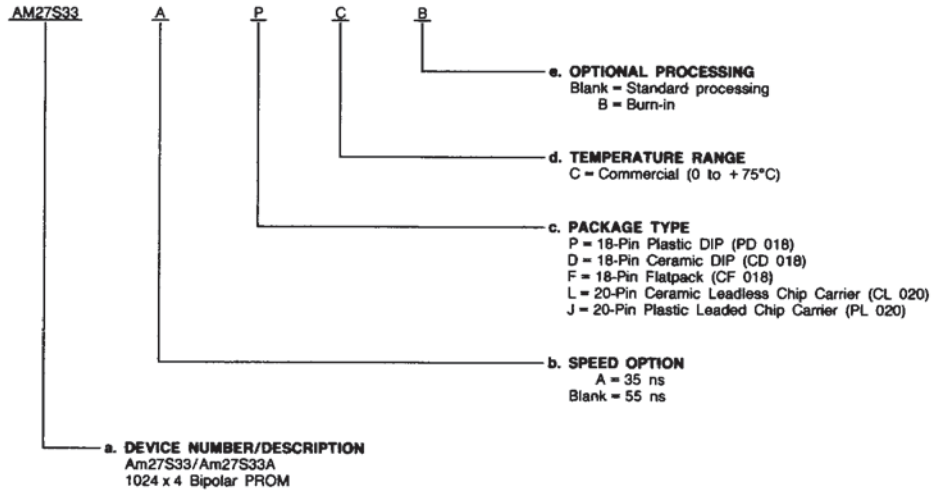 AM27S33 A P C B
e. OPTIONAL PROCESSING
Blank = Standard processing
B = Burn-in
d. TEMPERATURE RANGE
C = Commercial (0 to +75°C)
c. PACKAGE TYPE
P = 18-Pin Plastic DIP (PD 018)
D = 18-Pin Ceramic DIP (CD 018)
F = 18-Pin Flatpack (CF 018)
L = 20-Pin Ceramic Leadless Chip Carrier (CL 020)
J = 20-Pin Plastic Leaded Chip Carrier (PL 020)
b. SPEED OPTION
A = 35 ns
Blank = 55 ns
a. DEVICE NUMBER/DESCRIPTION
Am27S33/Am27S33A
1024 x 4 Bipolar PROM